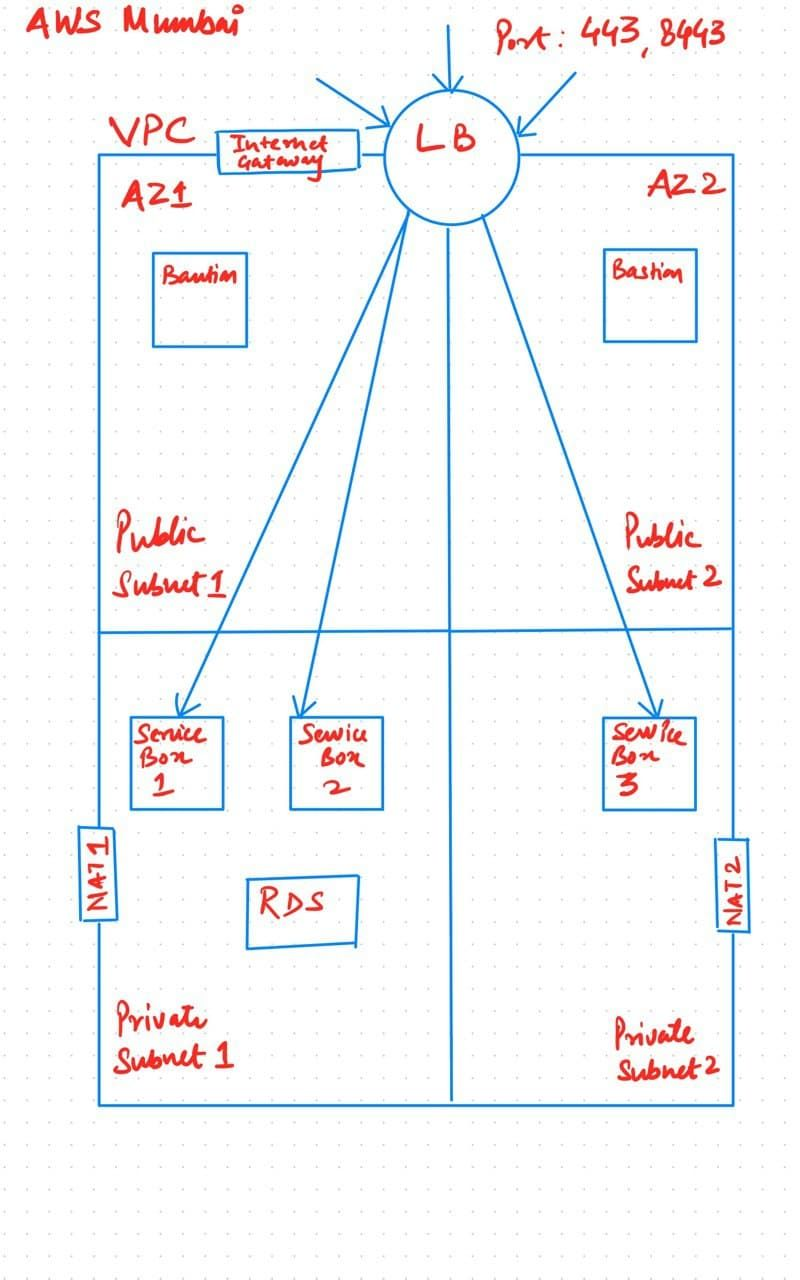 AWS Mumbai
Port: 443, 8443
VPC
Internet
Gataway
LB
AZ1
AZ2
Bastion
Bastion
Public
Subnet 1
Public
Subnet 2
Service
Box
1
Service
Box
2
Service
Box
3
NAT 1
NAT 2
RDS
Private
Subnet 1
Private
Subnet 2